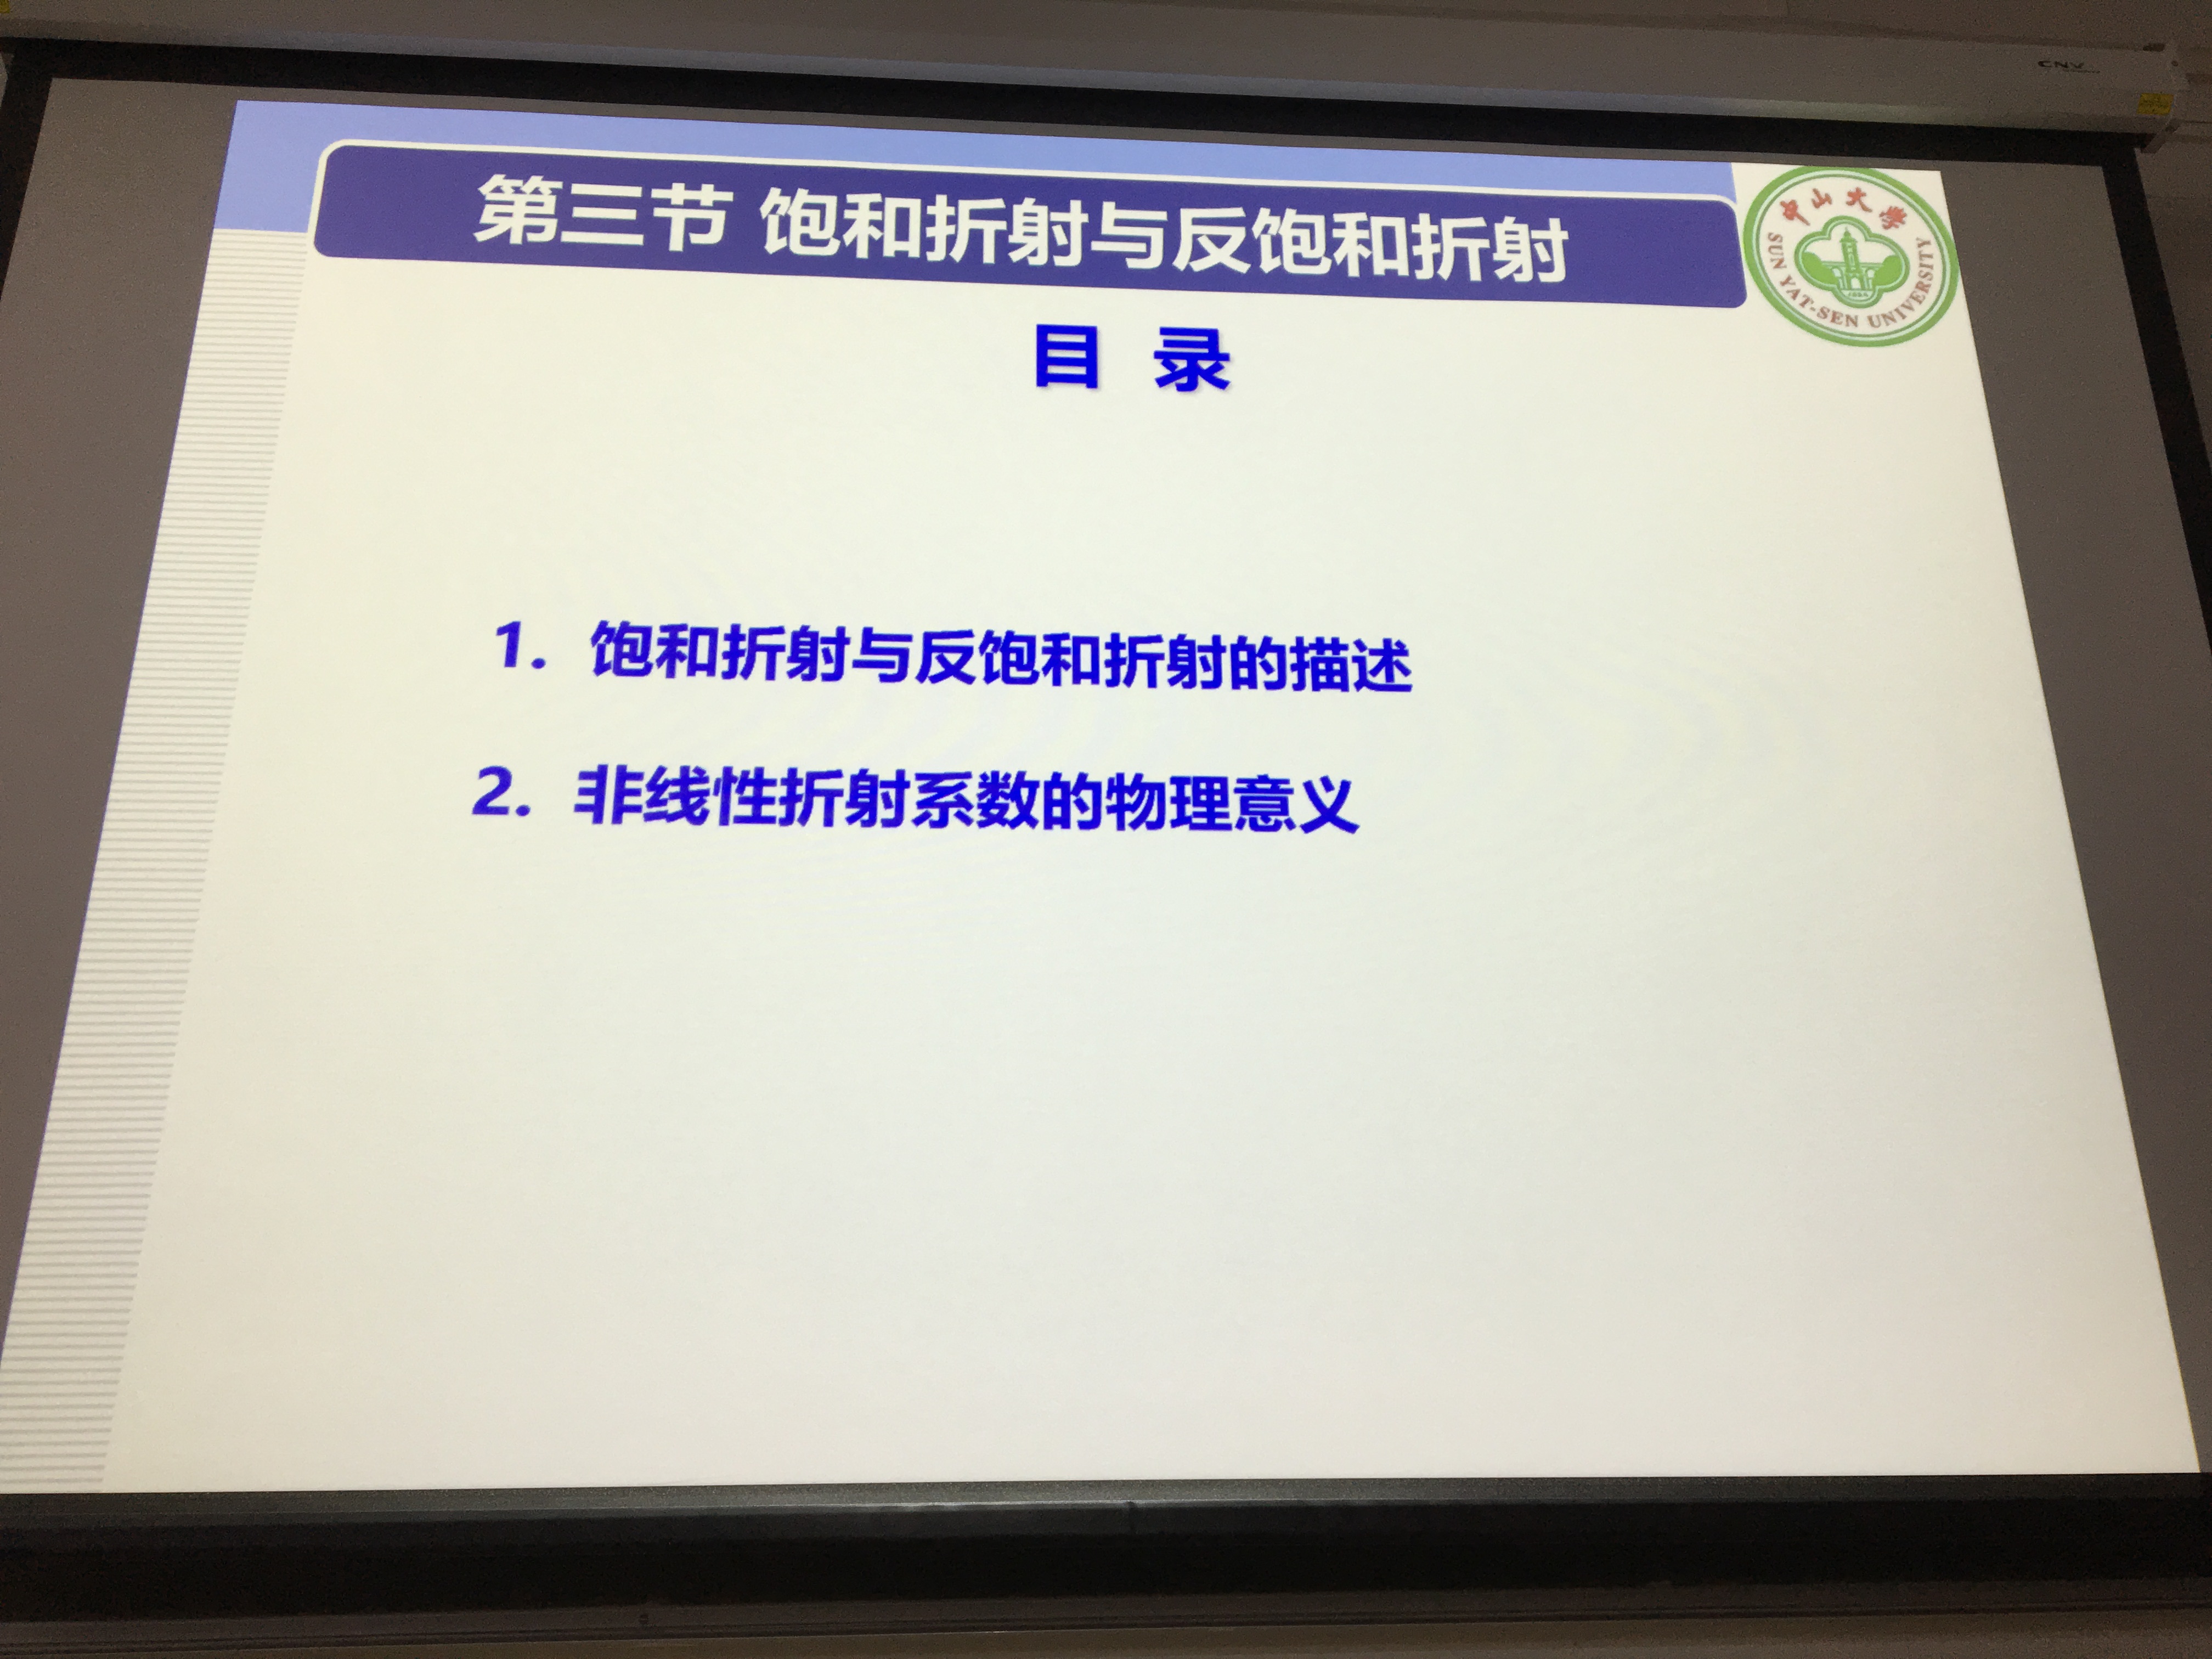 CNV
第三节 饱和折射与反饱和折射
中山大学
SUN YAT-SEN UNIVERSITY
目 录
1. 饱和折射与反饱和折射的描述
2. 非线性折射系数的物理意义